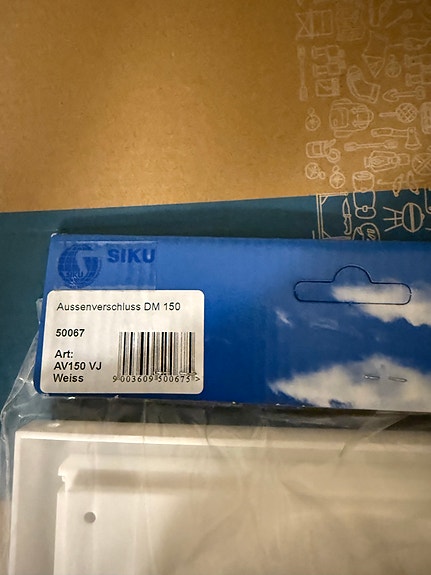 SIKU
Aussenverschluss DM 150
50067
Art:
AV150 VJ
Weiss
9 003609 500675 >